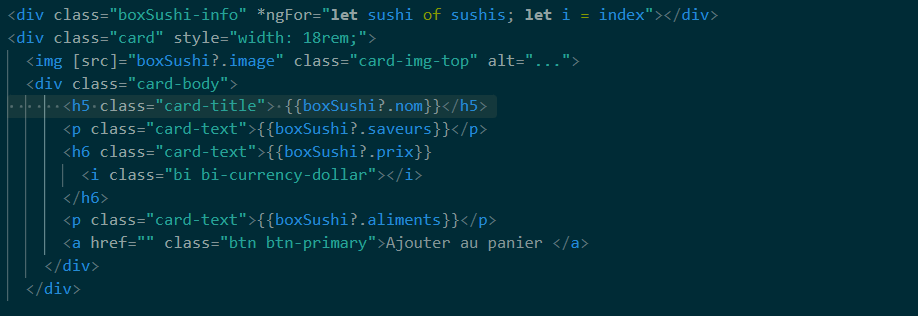 <div class="boxSushi-info" *ngFor="let sushi of sushis; let i = index"></div>
<div class="card" style="width: 18rem;">
<img [src]="boxSushi?.image" class="card-img-top" alt="...">
<div class="card-body">
<h5 class="card-title"> {{boxSushi?.nom}}</h5>
<p class="card-text">{{boxSushi?.saveurs}}</p>
<h6 class="card-text">{{boxSushi?.prix}}
<i class="bi bi-currency-dollar"></i>
</h6>
<p class="card-text">{{boxSushi?.aliments}}</p>
<a href="" class="btn btn-primary">Ajouter au panier </a>
</div>
</div>